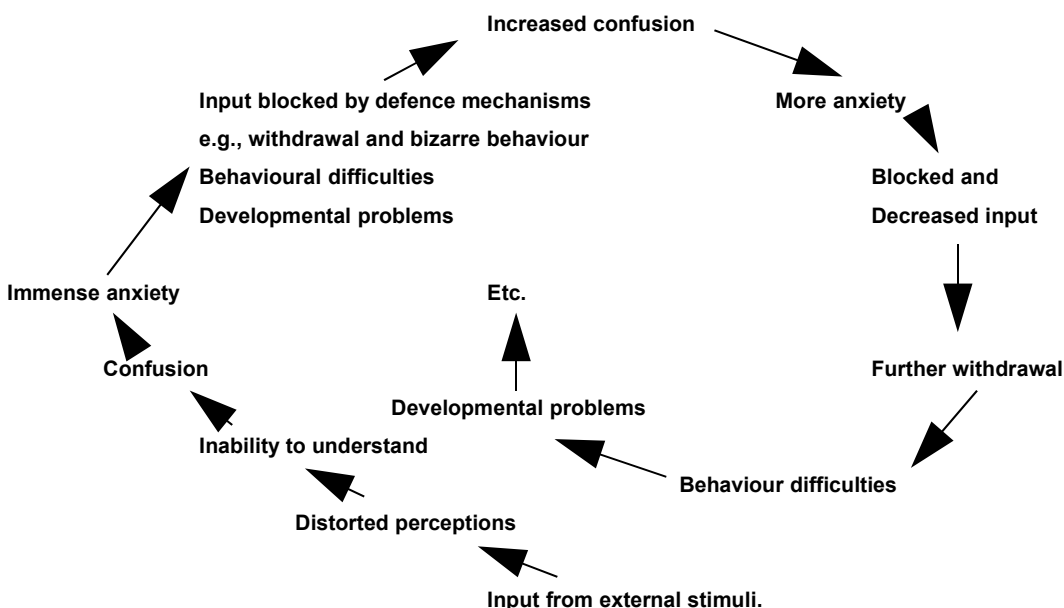 Increased confusion
Input blocked by defence mechanisms
More anxiety
e.g., withdrawal and bizarre behaviour
Behavioural difficulties
Blocked and
Developmental problems
Decreased input
Immense anxiety
Etc.
Confusion
Further withdrawal
Developmental problems
Inability to understand
Behaviour difficulties
Distorted perceptions
Input from external stimuli.